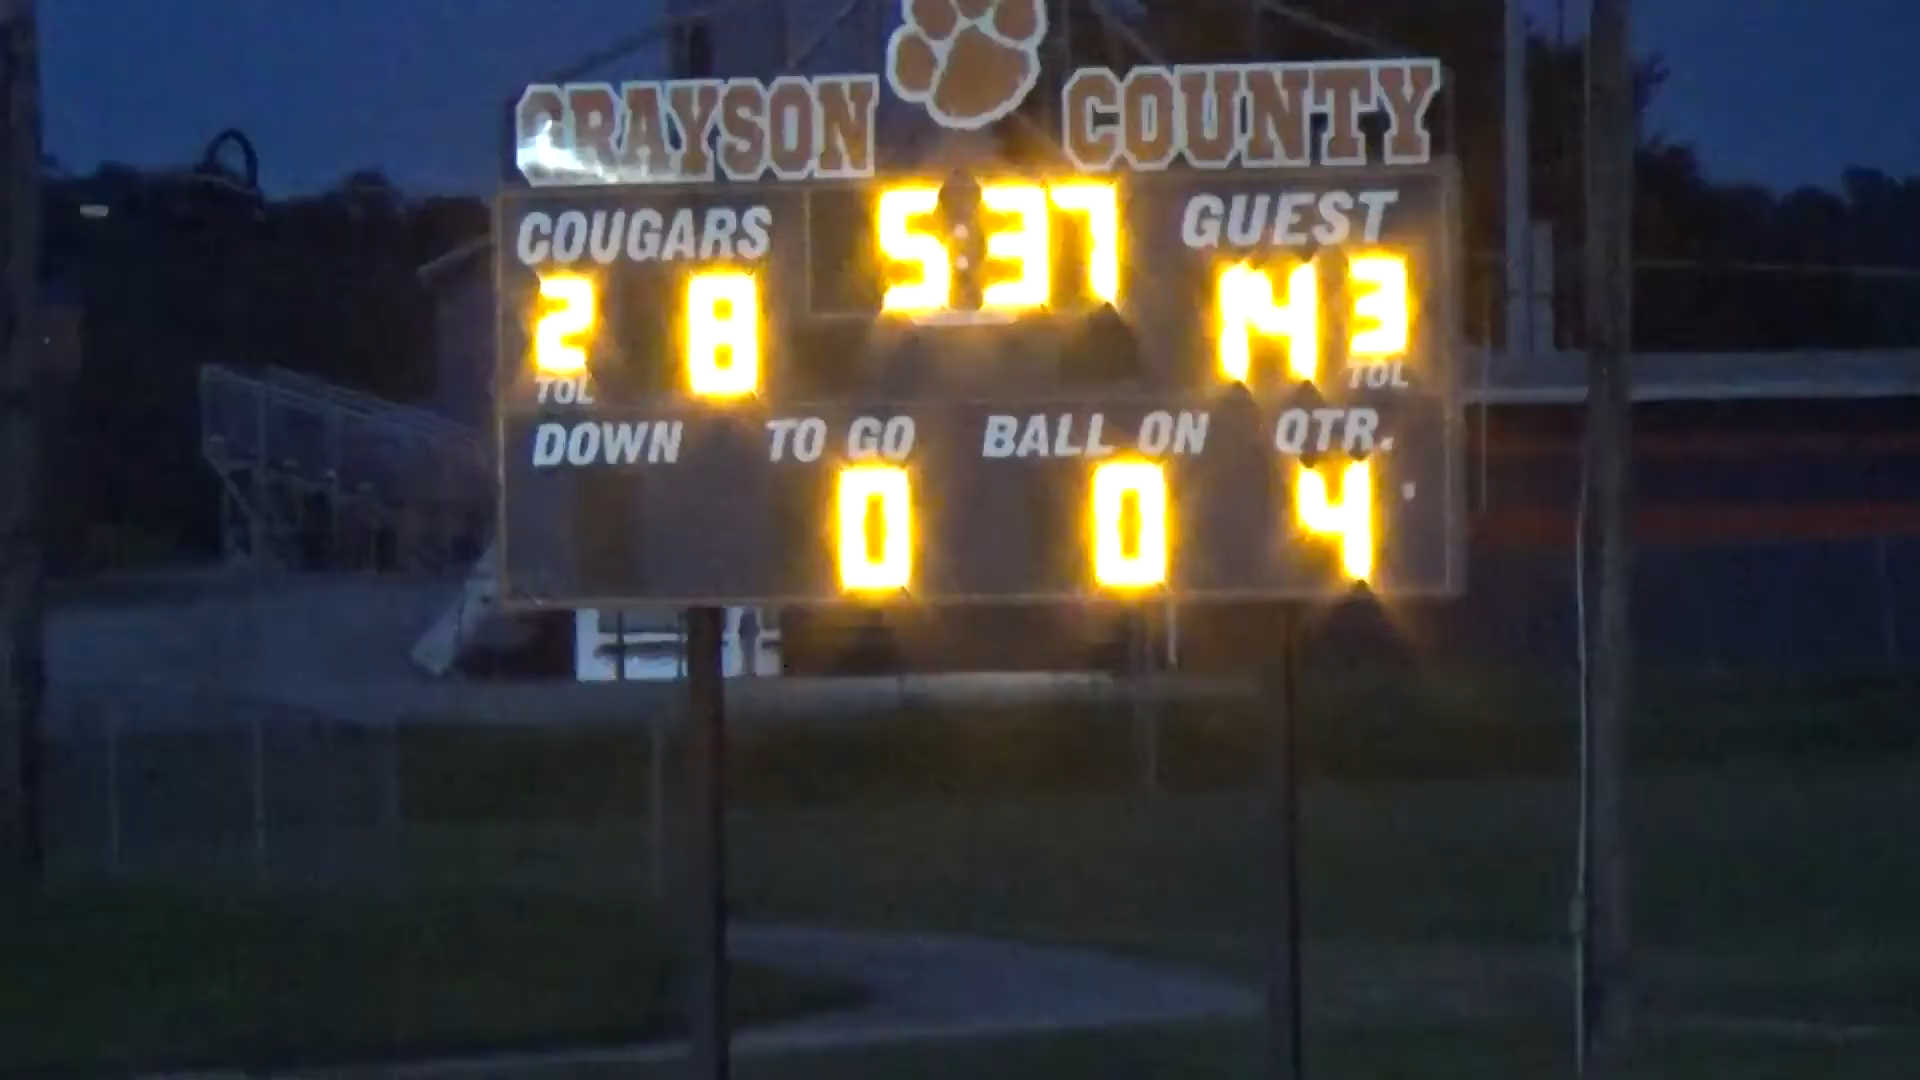 GRAYSON COUNTY
COUGARS 5:37 GUEST
2 8 14 3
TOL TOL
DOWN TO GO BALL ON QTR.
0 0 4